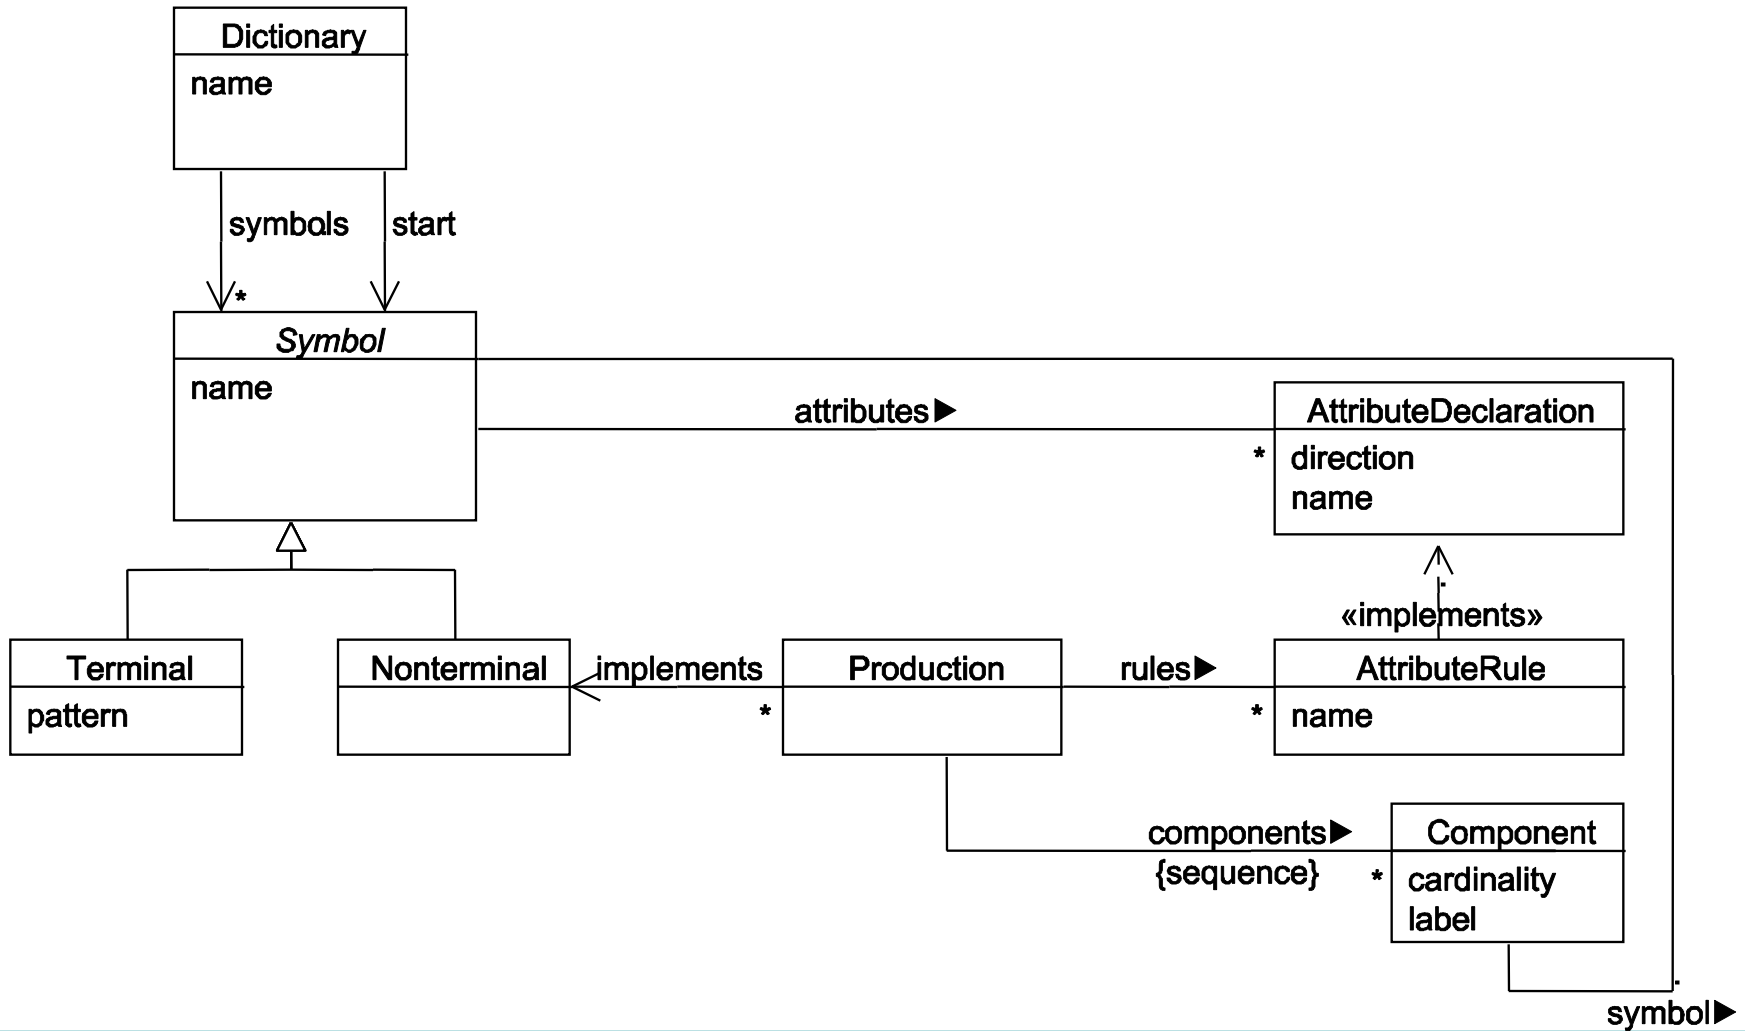 Dictionary
name
symbols
start
*
Symbol
name
attributes▶
AttributeDeclaration
*
direction
name
«implements»
Terminal
Nonterminal
implements
Production
rules▶
AttributeRule
pattern
*
*
name
components▶
Component
{sequence}
*
cardinality
label
symbol▶